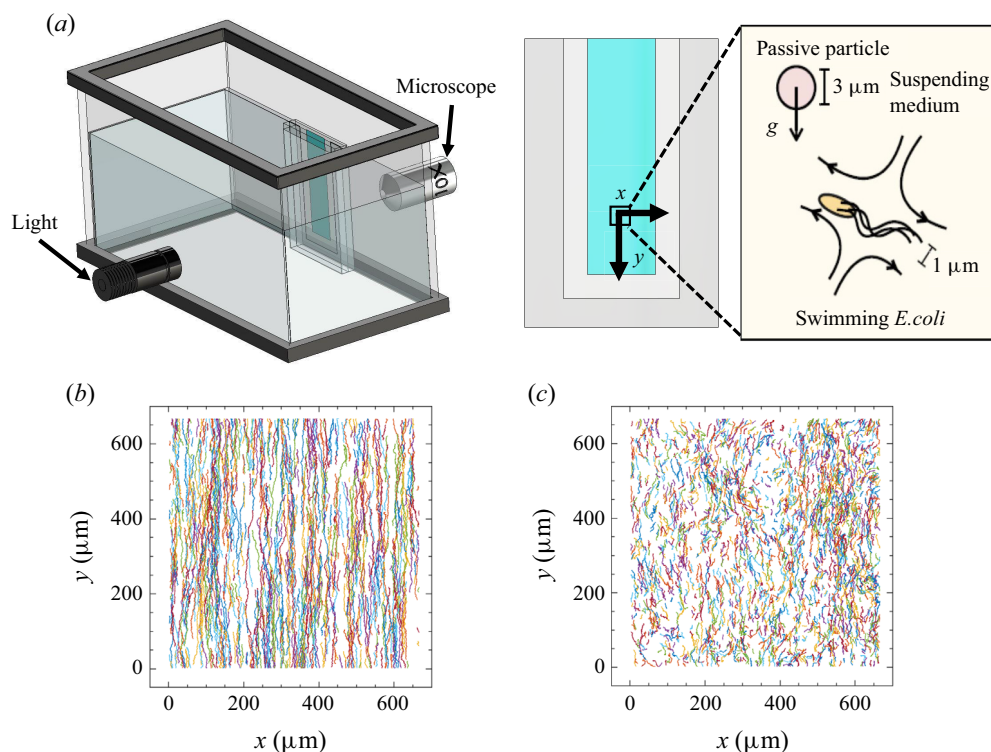 (a)
Microscope
X01
Light
x
y
Passive particle
3 μm
Suspending
medium
g
1 μm
Swimming E.coli
(b)
600
400
200
0
y (μm)
0 200 400 600
x (μm)
(c)
600
400
200
0
y (μm)
0 200 400 600
x (μm)